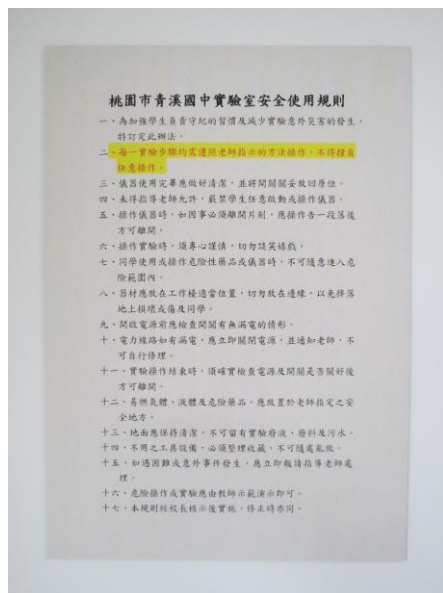 桃園市青溪國中實驗室安全使用規則
一、為加強學生負責守紀的習慣及減少實驗意外災害的發生，
特訂定此辦法。
二、每一實驗步驟均需遵照老師指示的方法操作，不得擅自
任意操作。
三、儀器使用完畢應做好清潔，並將開關關妥放回原位。
四、未得指導老師允許，嚴禁學生任意啟動或操作儀器。
五、操作儀器時，如因事必須離開片刻，應操作告一段落後
方可離開。
六、操作實驗時，須專心謹慎，切勿談笑嬉戲。
七、同學使用或操作危險性藥品或儀器時，不可隨意進入危
險範圍內。
八、器材應放在工作檯適當位置，切勿放在邊緣，以免摔落
地上損壞或傷及同學。
九、開啟電源前應檢查開關有無漏電的情形。
十、電力線路如有漏電，應立即關閉電源，並通知老師，不
可自行修理。
十一、實驗操作結束時，須確實檢查電源及開關是否關好後
方可離開。
十二、易燃氣體、液體及危險藥品，應放置於老師指定之安
全地方。
十三、地面應保持清潔，不可留有實驗廢液、廢料及污水。
十四、不用之工具設備，必須整理收藏，不可隨處亂放。
十五、如遇困難或意外事件發生，應立即報請指導老師處
理。
十六、危險操作或實驗應由教師示範演示即可。
十七、本規則經校長核示後實施，修正時亦同。